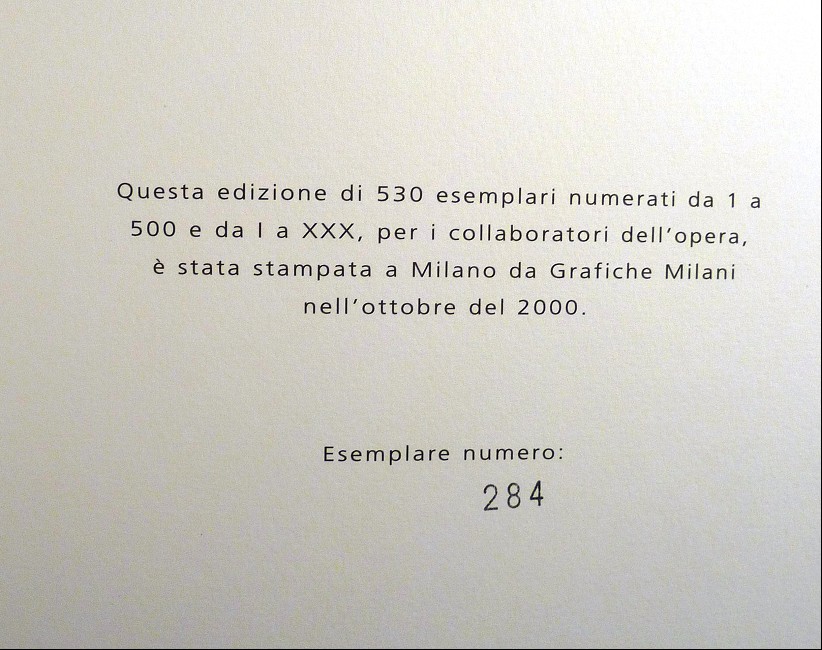 Questa edizione di 530 esemplari numerati da 1 a
500 e da I a XXX, per i collaboratori dell’opera,
è stata stampata a Milano da Grafiche Milani
nell’ottobre del 2000.
Esemplare numero:
284